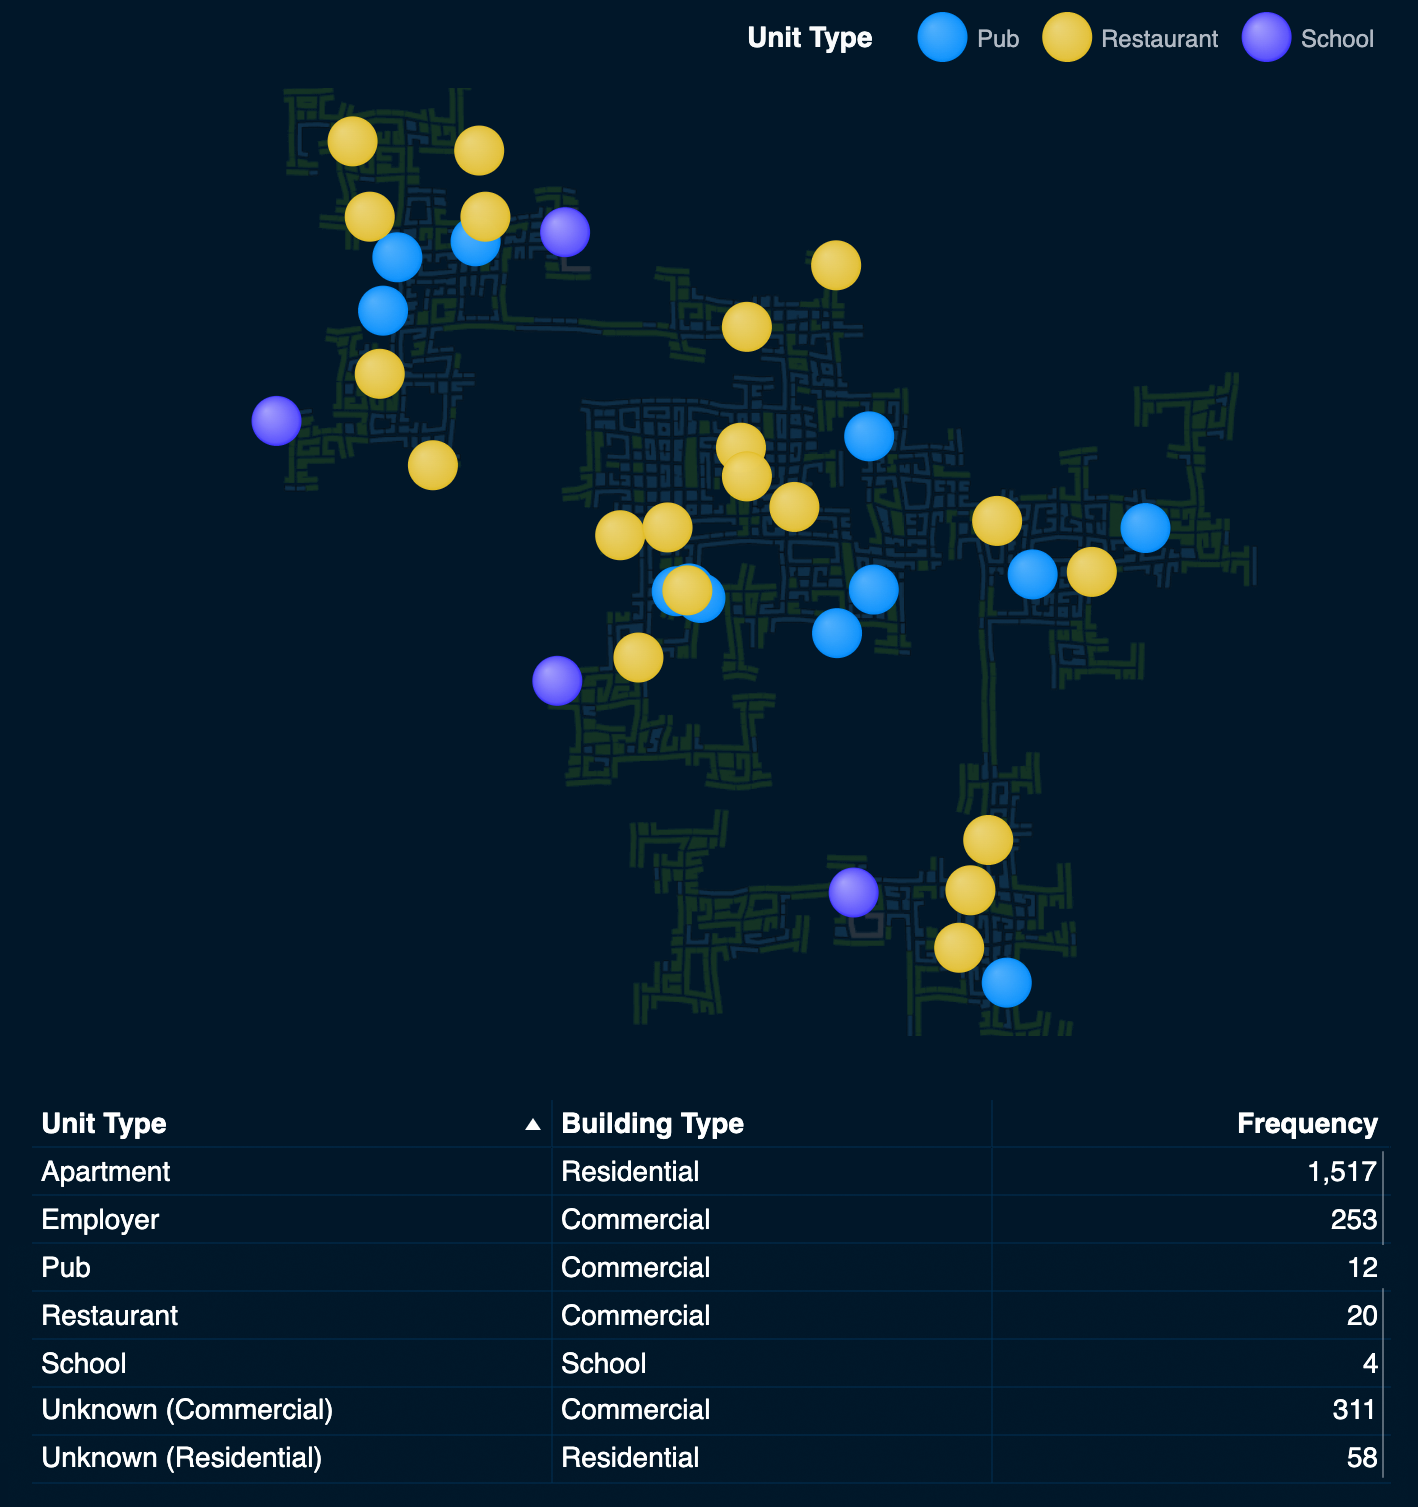 Unit Type Pub Restaurant School
Unit Type ▲ Building Type Frequency
Apartment Residential 1,517
Employer Commercial 253
Pub Commercial 12
Restaurant Commercial 20
School School 4
Unknown (Commercial) Commercial 311
Unknown (Residential) Residential 58